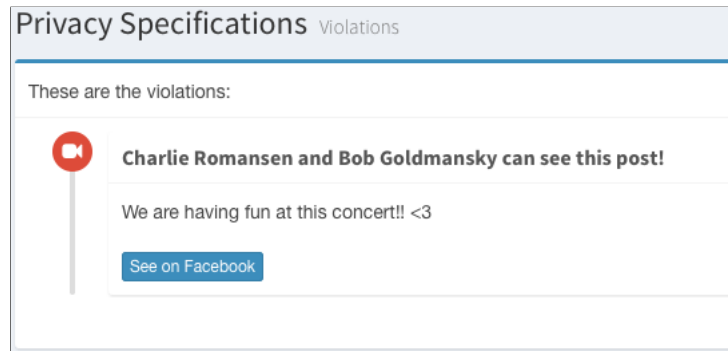 Privacy Specifications Violations
These are the violations:
Charlie Romansen and Bob Goldmansky can see this post!
We are having fun at this concert!! <3
See on Facebook